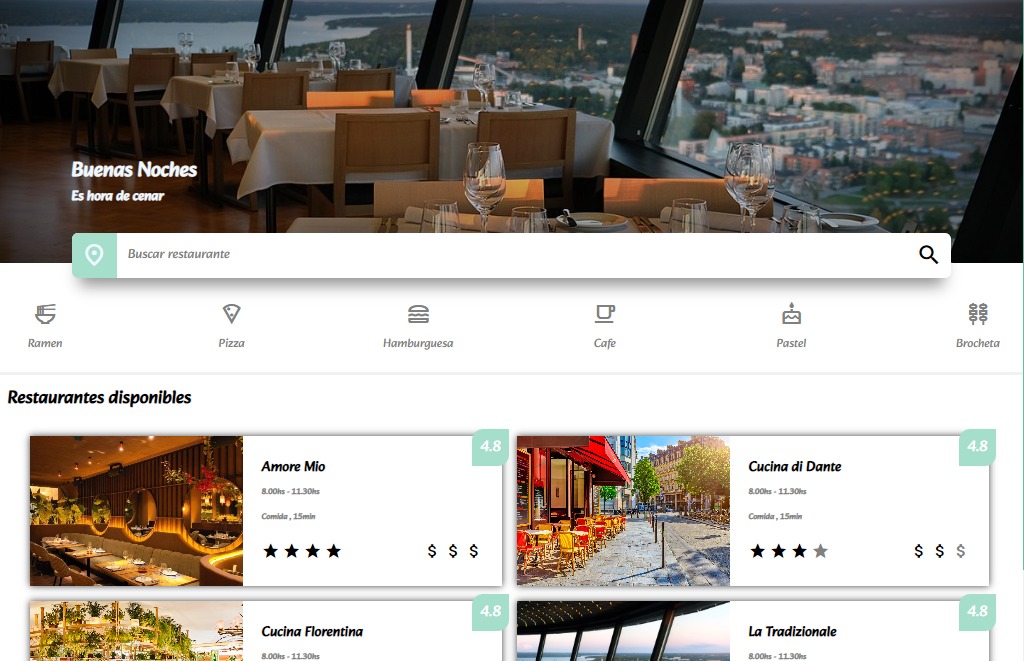 Buenas Noches
Es hora de cenar
Buscar restaurante
Ramen
Pizza
Hamburguesa
Cafe
Pastel
Brocheta
Restaurantes disponibles
4.8
Amore Mio
8.00hs - 11.30hs
Comida , 15min
$ $ $
4.8
Cucina di Dante
8.00hs - 11.30hs
Comida , 15min
$ $ $
4.8
Cucina Florentina
8.00hs - 11.30hs
4.8
La Tradizionale
8.00hs - 11.30hs